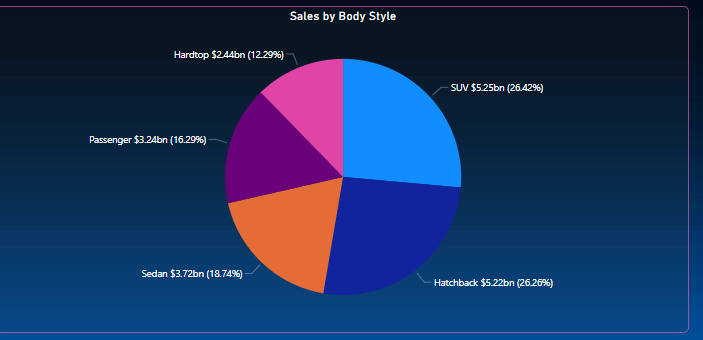 Sales by Body Style
Hardtop $2.44bn (12.29%)
SUV $5.25bn (26.42%)
Passenger $3.24bn (16.29%)
Sedan $3.72bn (18.74%)
Hatchback $5.22bn (26.26%)